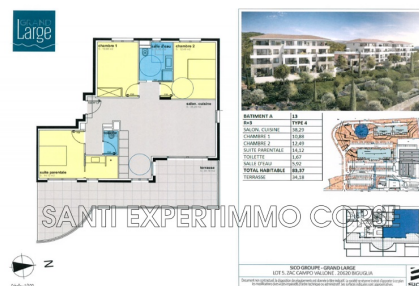 GRAND
Large
chambre 1
salle d'eau
chambre 2
salon, cuisine
suite parentale
terrasse
BATIMENT A 13
R+3 TYPE 4
SALON, CUISINE 38,25
CHAMBRE 1 10,88
CHAMBRE 2 12,49
SUITE PARENTALE 14,12
TOILETTE 1,67
SALLE D'EAU 5,92
TOTAL HABITABLE 83,37
TERRASSE 34,18
SANTI EXPERTIMMO CORSE
N
SCO GROUPE - GRAND LARGE
LOT 5, ZAC CAMPO VALLONE, 20620 BIGUGLIA